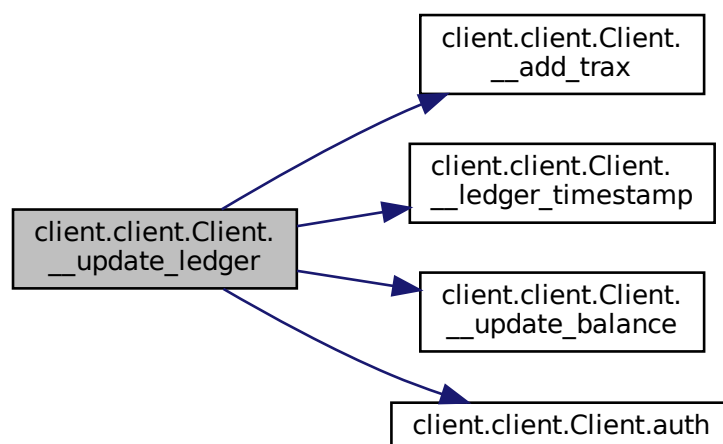 client.client.Client.
__add_trax
client.client.Client.
__ledger_timestamp
client.client.Client.
__update_ledger
client.client.Client.
__update_balance
client.client.Client.auth